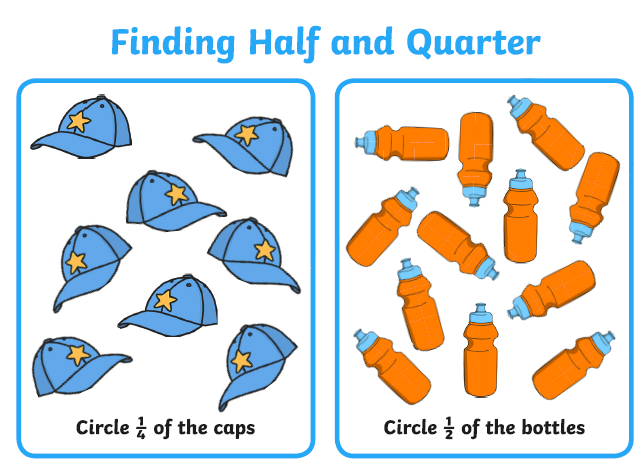 Finding Half and Quarter
Circle 1/4 of the caps
Circle 1/2 of the bottles